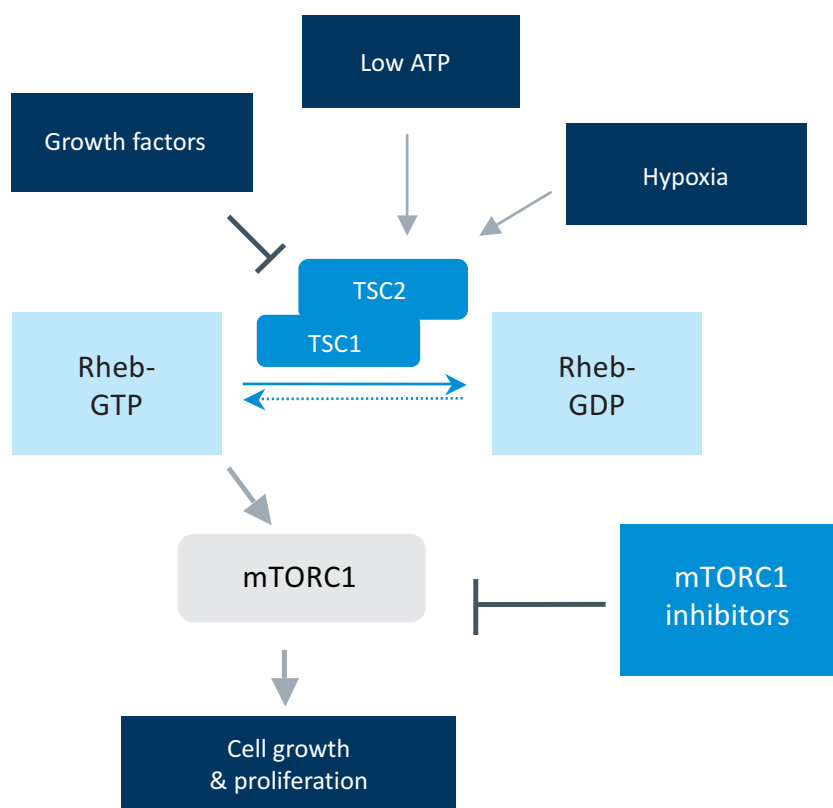 Low ATP
Growth factors
Hypoxia
TSC2
TSC1
Rheb-
GTP
Rheb-
GDP
mTORC1
mTORC1
inhibitors
Cell growth
& proliferation